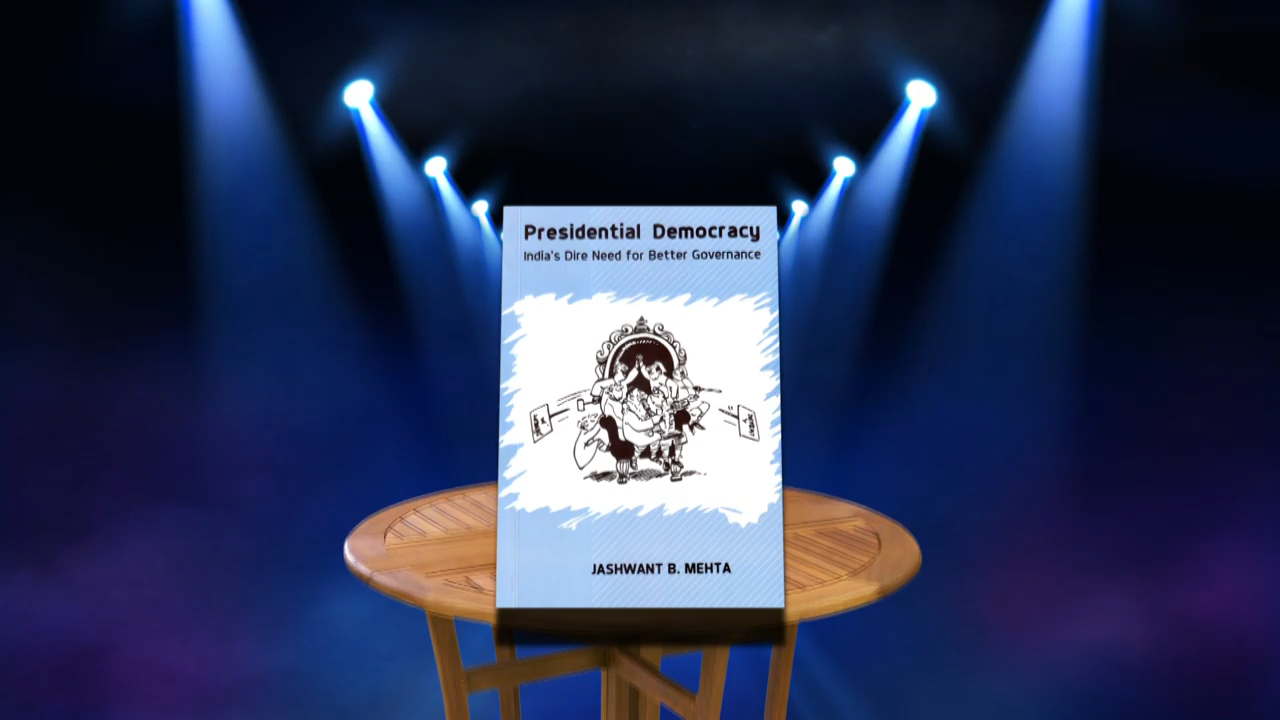 Presidential Democracy
India's Dire Need for Better Governance
JASHWANT B. MEHTA